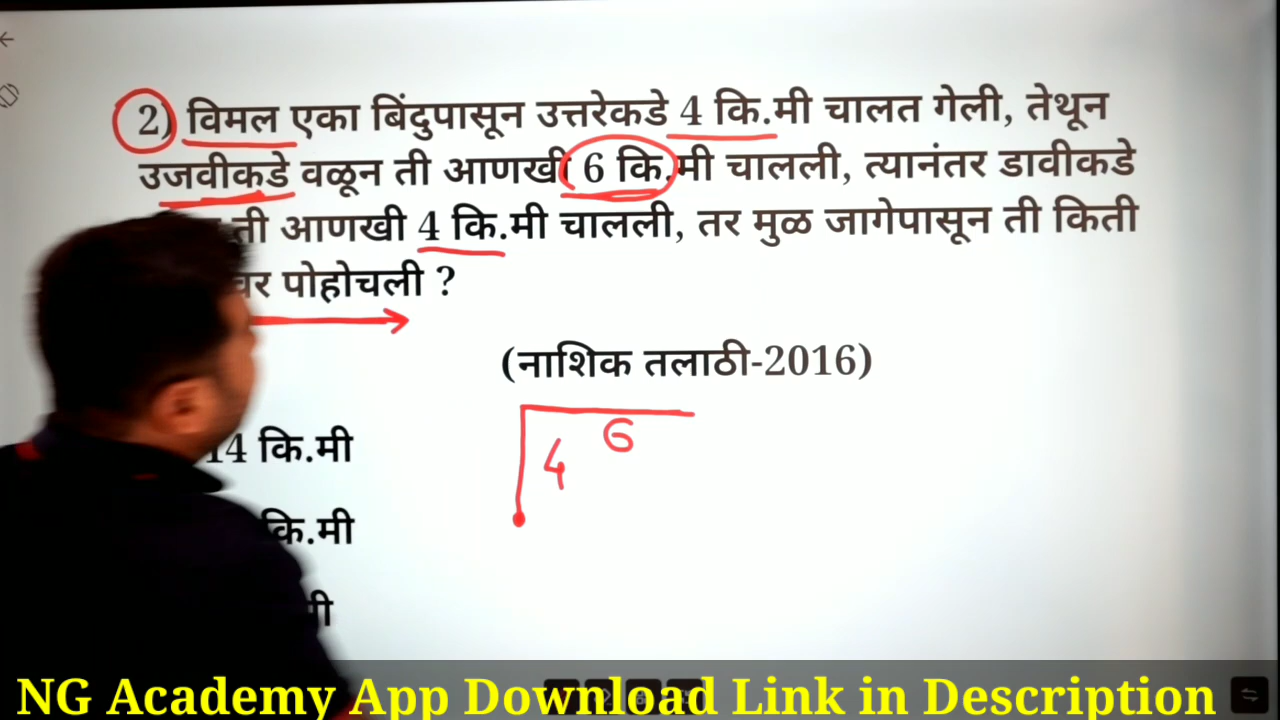 2) विमल एका बिंदुपासून उत्तरेकडे 4 कि.मी चालत गेली, तेथून
उजवीकडे वळून ती आणखी 6 कि.मी चालली, त्यानंतर डावीकडे
ती आणखी 4 कि.मी चालली, तर मुळ जागेपासून ती किती
पोहोचली ?
(नाशिक तलाठी-2016)
6
4
14 कि.मी
कि.मी
NG Academy App Download Link in Description